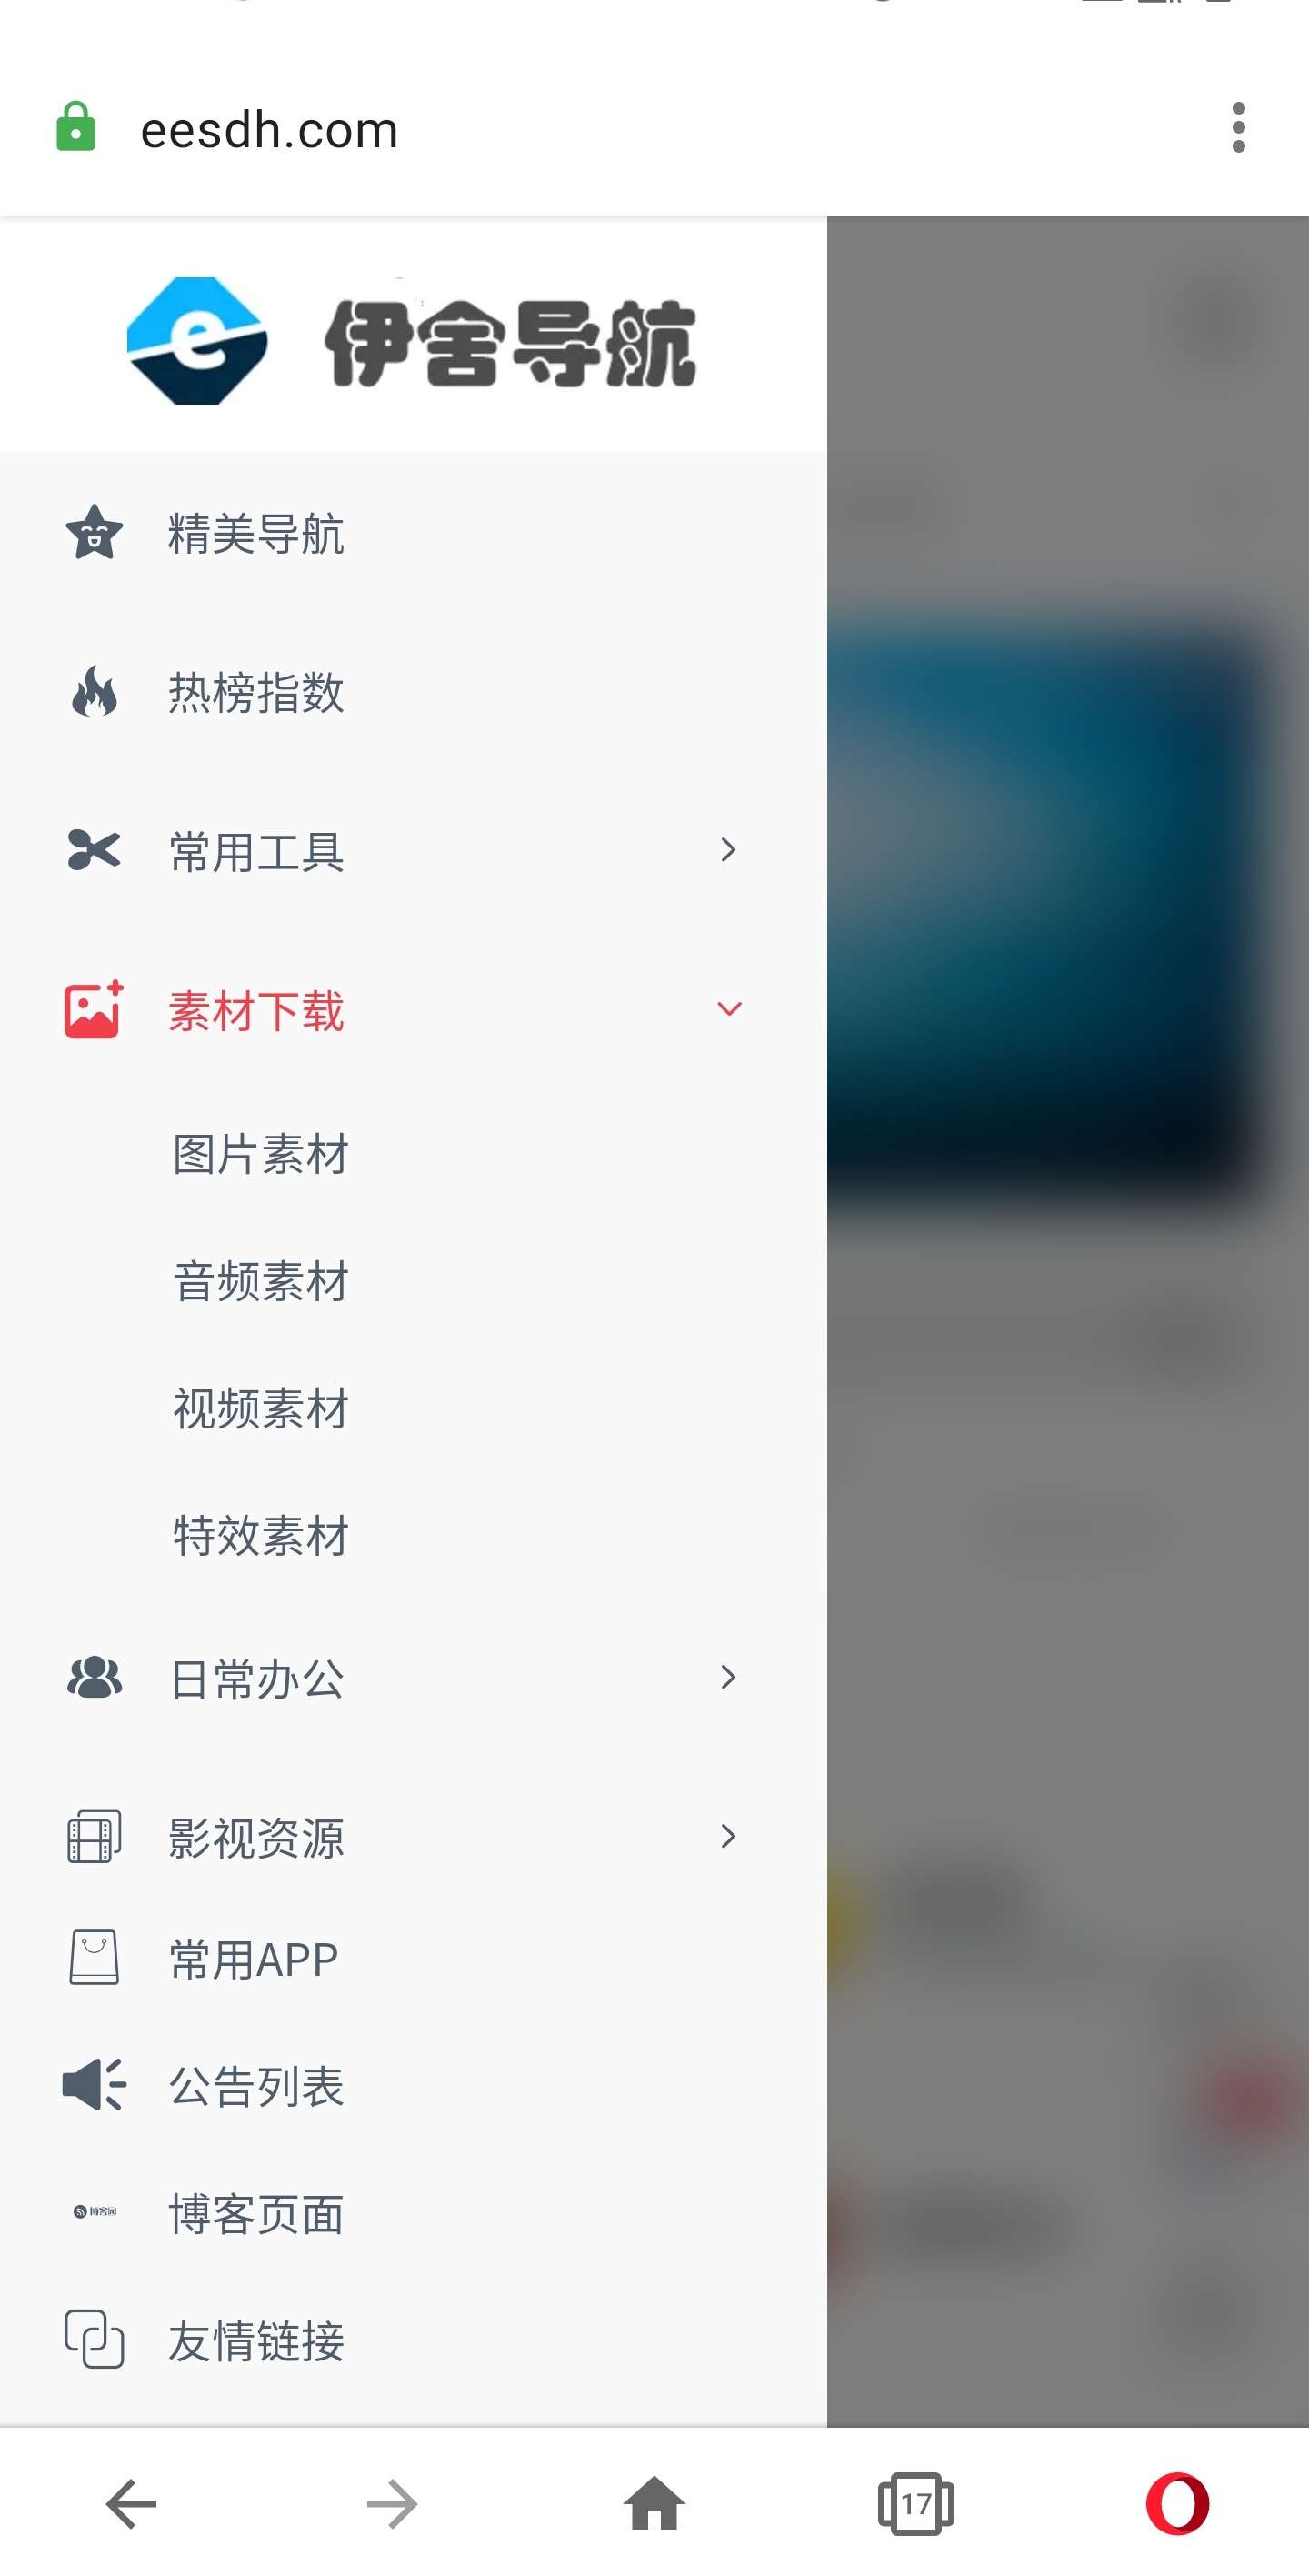 eesdh.com
e 伊舍导航
精美导航
热榜指数
常用工具
素材下载
图片素材
音频素材
视频素材
特效素材
日常办公
影视资源
常用APP
公告列表
博客园 博客页面
友情链接
17